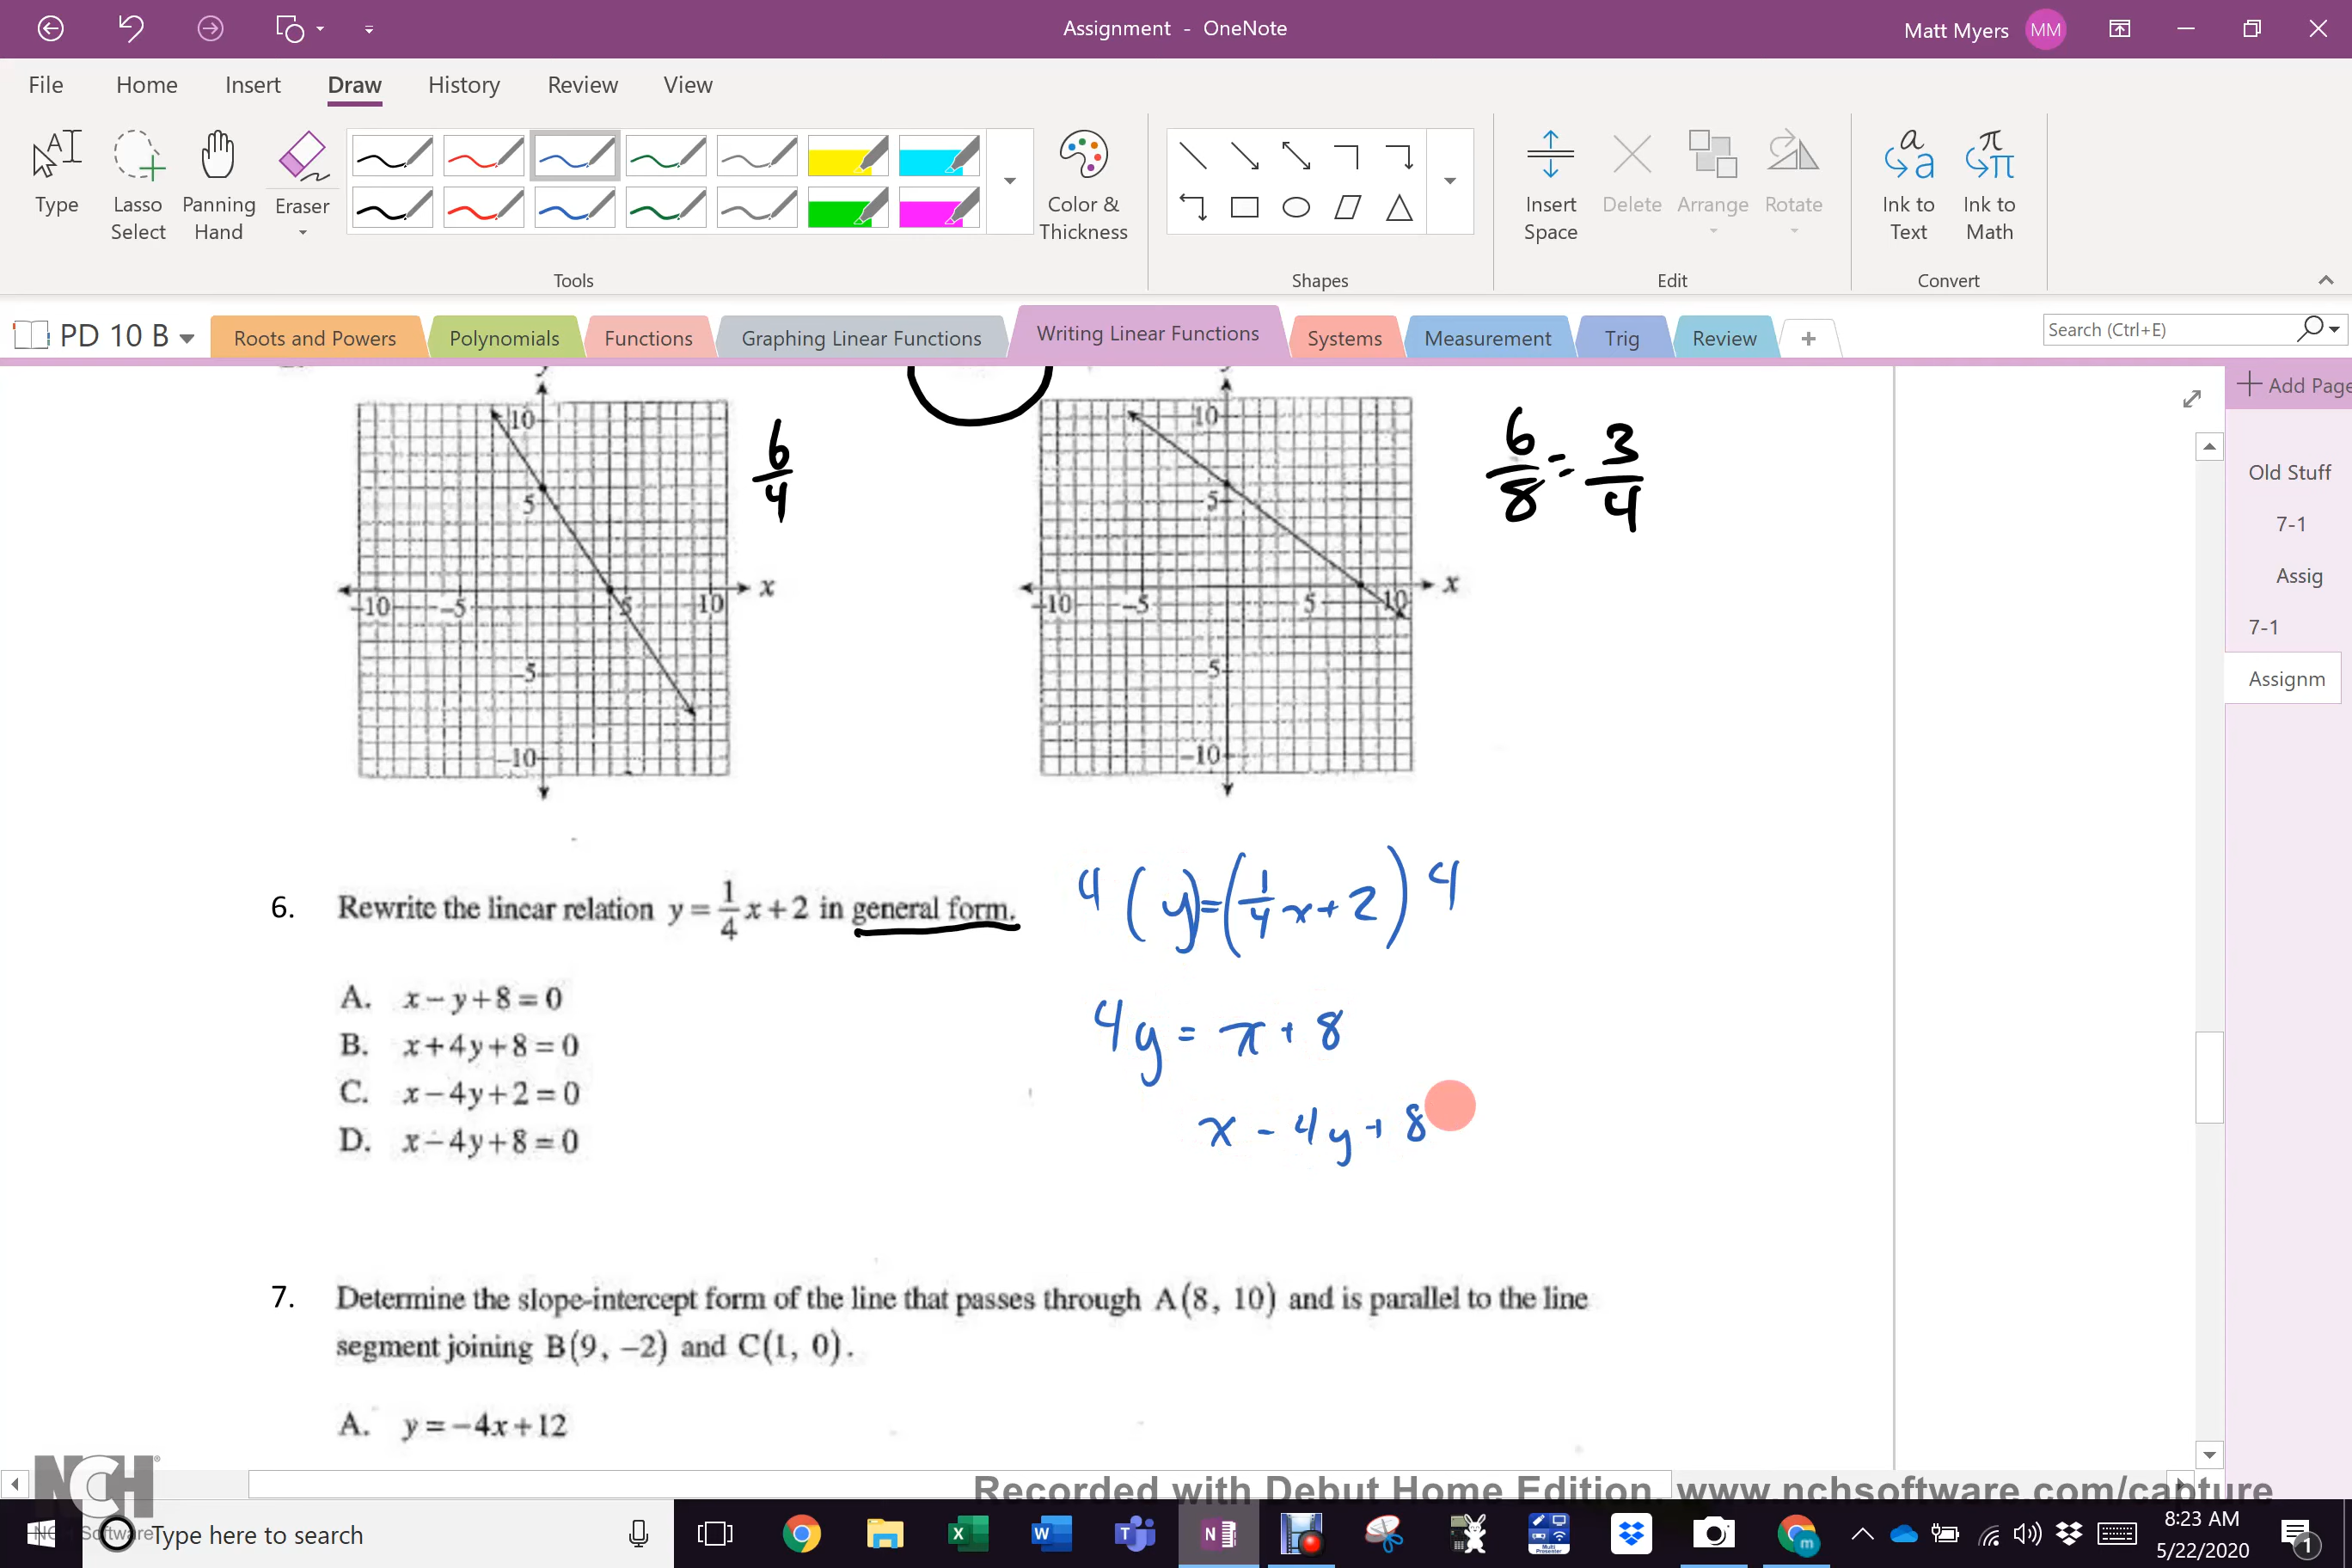 Assignment - OneNote
Matt Myers MM
File Home Insert Draw History Review View
Type
Lasso Select
Panning Hand
Eraser
Color & Thickness
Insert Space
Delete Arrange Rotate
Ink to Text
Ink to Math
Tools Shapes Edit Convert
PD 10 B
Roots and Powers Polynomials Functions Graphing Linear Functions Writing Linear Functions Systems Measurement Trig Review +
Search (Ctrl+E)
Add Page
Old Stuff
7-1
Assig
7-1
Assignm
y
10
5
-10 -5 5 10 x
-5
-10
6/4
y
10
5
-10 -5 5 10 x
-5
-10
6/8 = 3/4
6. Rewrite the linear relation y = 1/4 x + 2 in general form.
4 ( y) = (1/4 x + 2) 4
A. x − y + 8 = 0
B. x + 4y + 8 = 0
C. x − 4y + 2 = 0
D. x − 4y + 8 = 0
4y = x + 8
x - 4y + 8
7. Determine the slope-intercept form of the line that passes through A(8, 10) and is parallel to the line
segment joining B(9, −2) and C(1, 0).
A. y = −4x + 12
NCH
Recorded with Debut Home Edition. www.nchsoftware.com/capture
Software
Type here to search
8:23 AM
5/22/2020
1